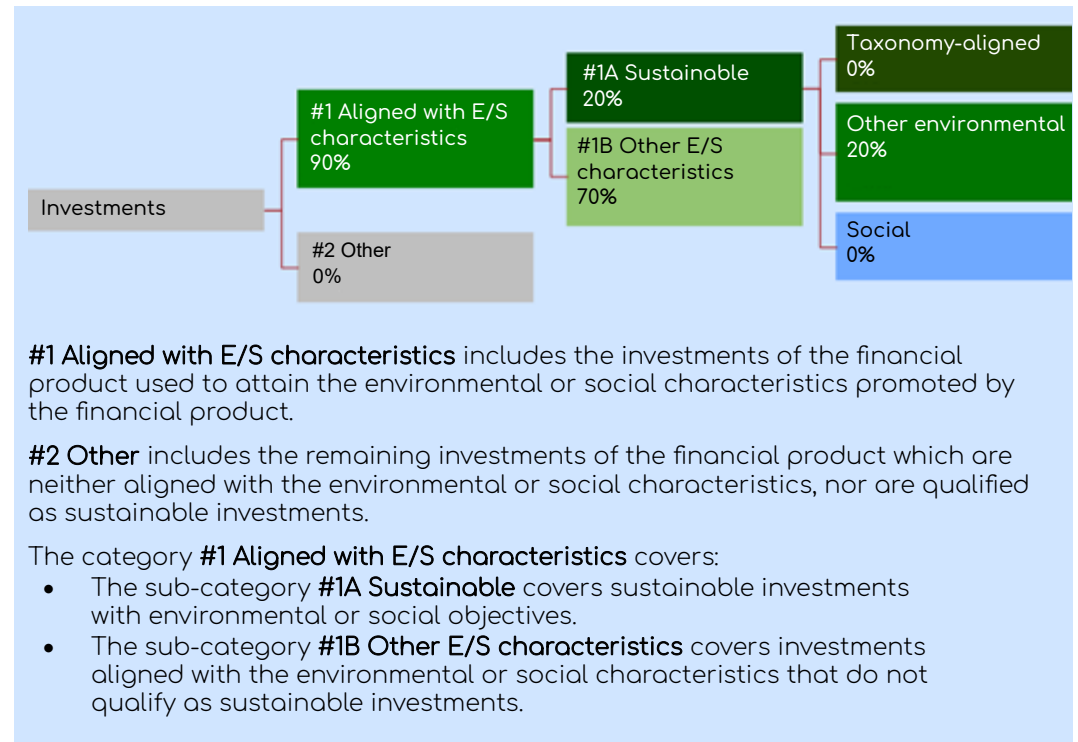 Investments
#1 Aligned with E/S
characteristics
90%
#2 Other
0%
#1A Sustainable
20%
#1B Other E/S
characteristics
70%
Taxonomy-aligned
0%
Other environmental
20%
Social
0%
#1 Aligned with E/S characteristics includes the investments of the financial
product used to attain the environmental or social characteristics promoted by
the financial product.
#2 Other includes the remaining investments of the financial product which are
neither aligned with the environmental or social characteristics, nor are qualified
as sustainable investments.
The category #1 Aligned with E/S characteristics covers:
• The sub-category #1A Sustainable covers sustainable investments
with environmental or social objectives.
• The sub-category #1B Other E/S characteristics covers investments
aligned with the environmental or social characteristics that do not
qualify as sustainable investments.